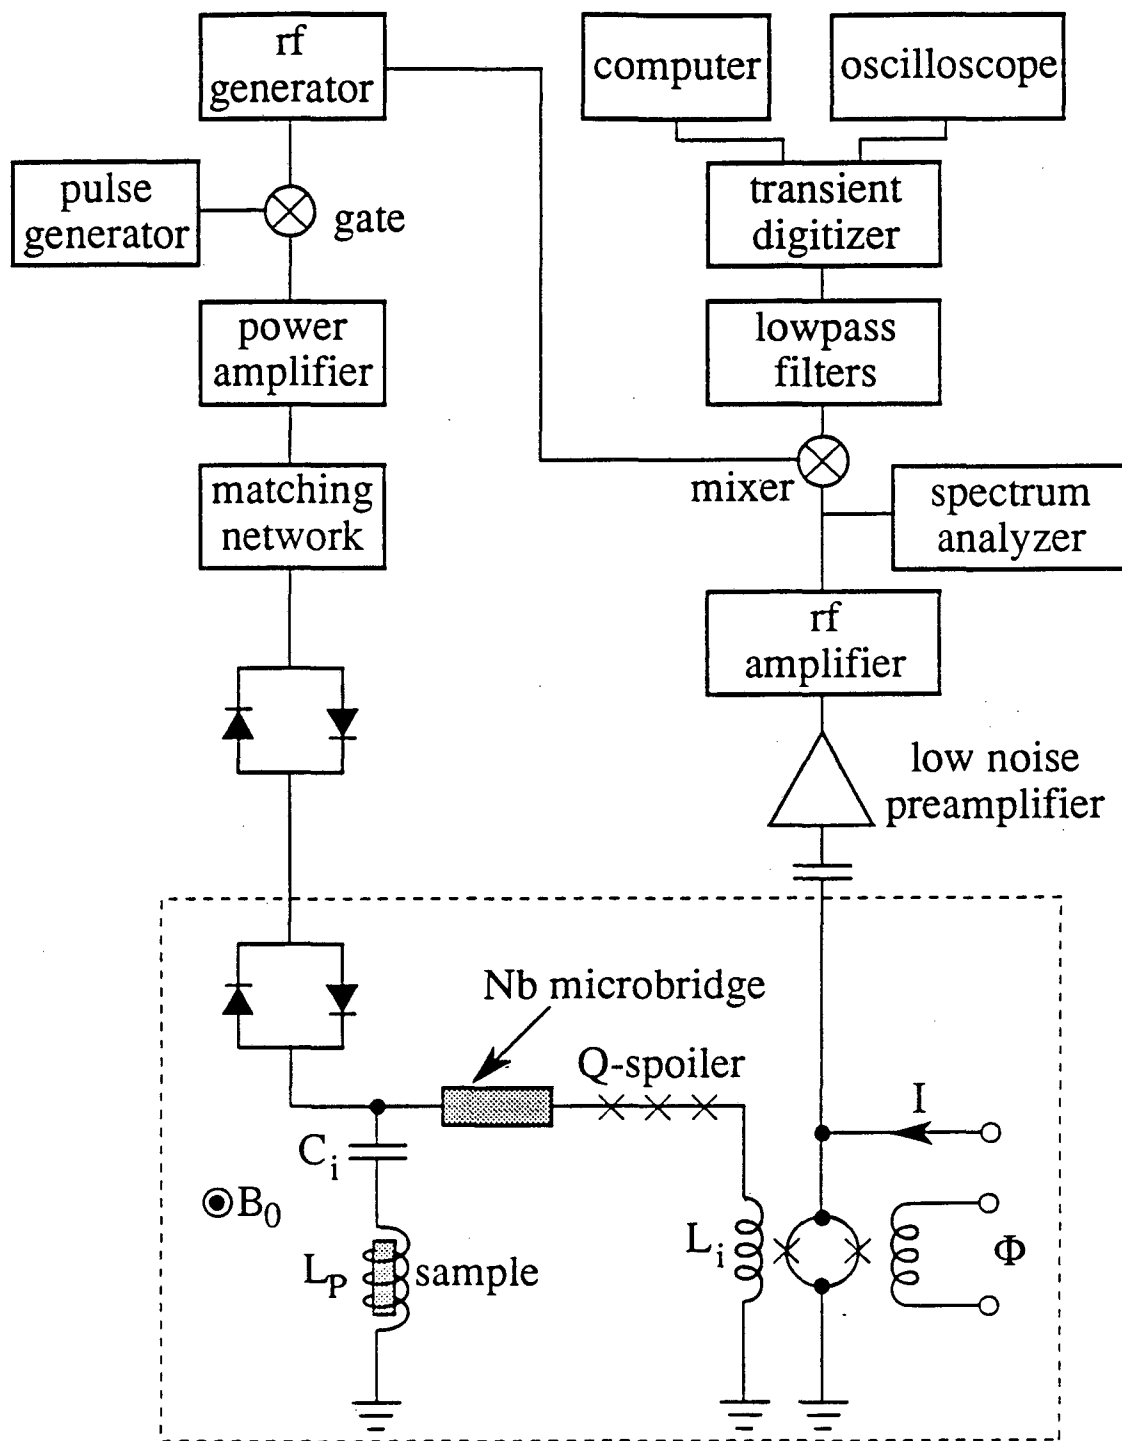 rf
generator
computer
oscilloscope
pulse
generator
gate
transient
digitizer
power
amplifier
lowpass
filters
matching
network
mixer
spectrum
analyzer
rf
amplifier
low noise
preamplifier
Nb microbridge
Q-spoiler
I
C_i
B_0
L_P
sample
L_i
Φ